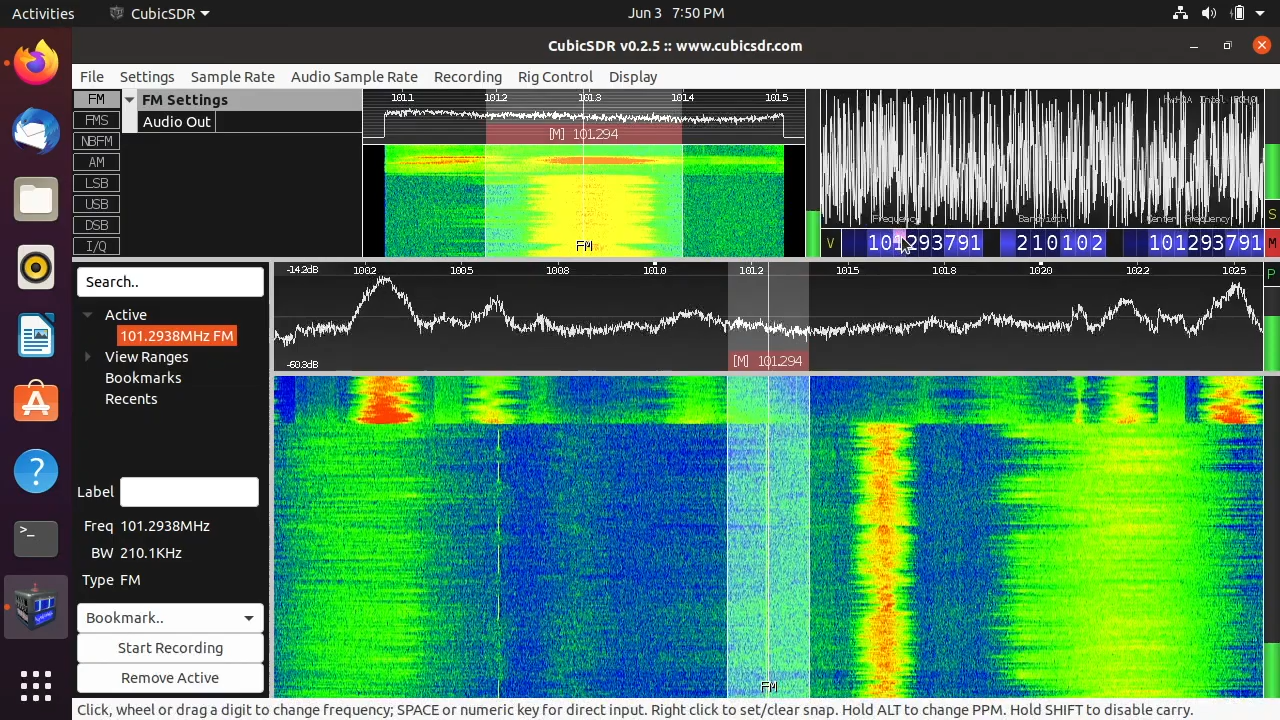 Activities CubicSDR Jun 3 7:50 PM
CubicSDR v0.2.5 :: www.cubicsdr.com
File Settings Sample Rate Audio Sample Rate Recording Rig Control Display
FM
FMS
NBFM
AM
LSB
USB
DSB
I/Q
FM Settings
Audio Out
101.1 101.2 101.3 101.4 101.5
[M] 101.294
FM
Frequency Bandwidth Center Frequency
V 101293791 210102 101293791 M
S
P
Search..
Active
101.2938MHz FM
View Ranges
Bookmarks
Recents
Label
Freq 101.2938MHz
BW 210.1KHz
Type FM
Bookmark..
Start Recording
Remove Active
-14.2dB 100.2 100.5 100.8 101.0 101.2 101.5 101.8 102.0 102.2 102.5
[M] 101.294
-60.3dB
FM
>_
Click, wheel or drag a digit to change frequency; SPACE or numeric key for direct input. Right click to set/clear snap. Hold ALT to change PPM. Hold SHIFT to disable carry.